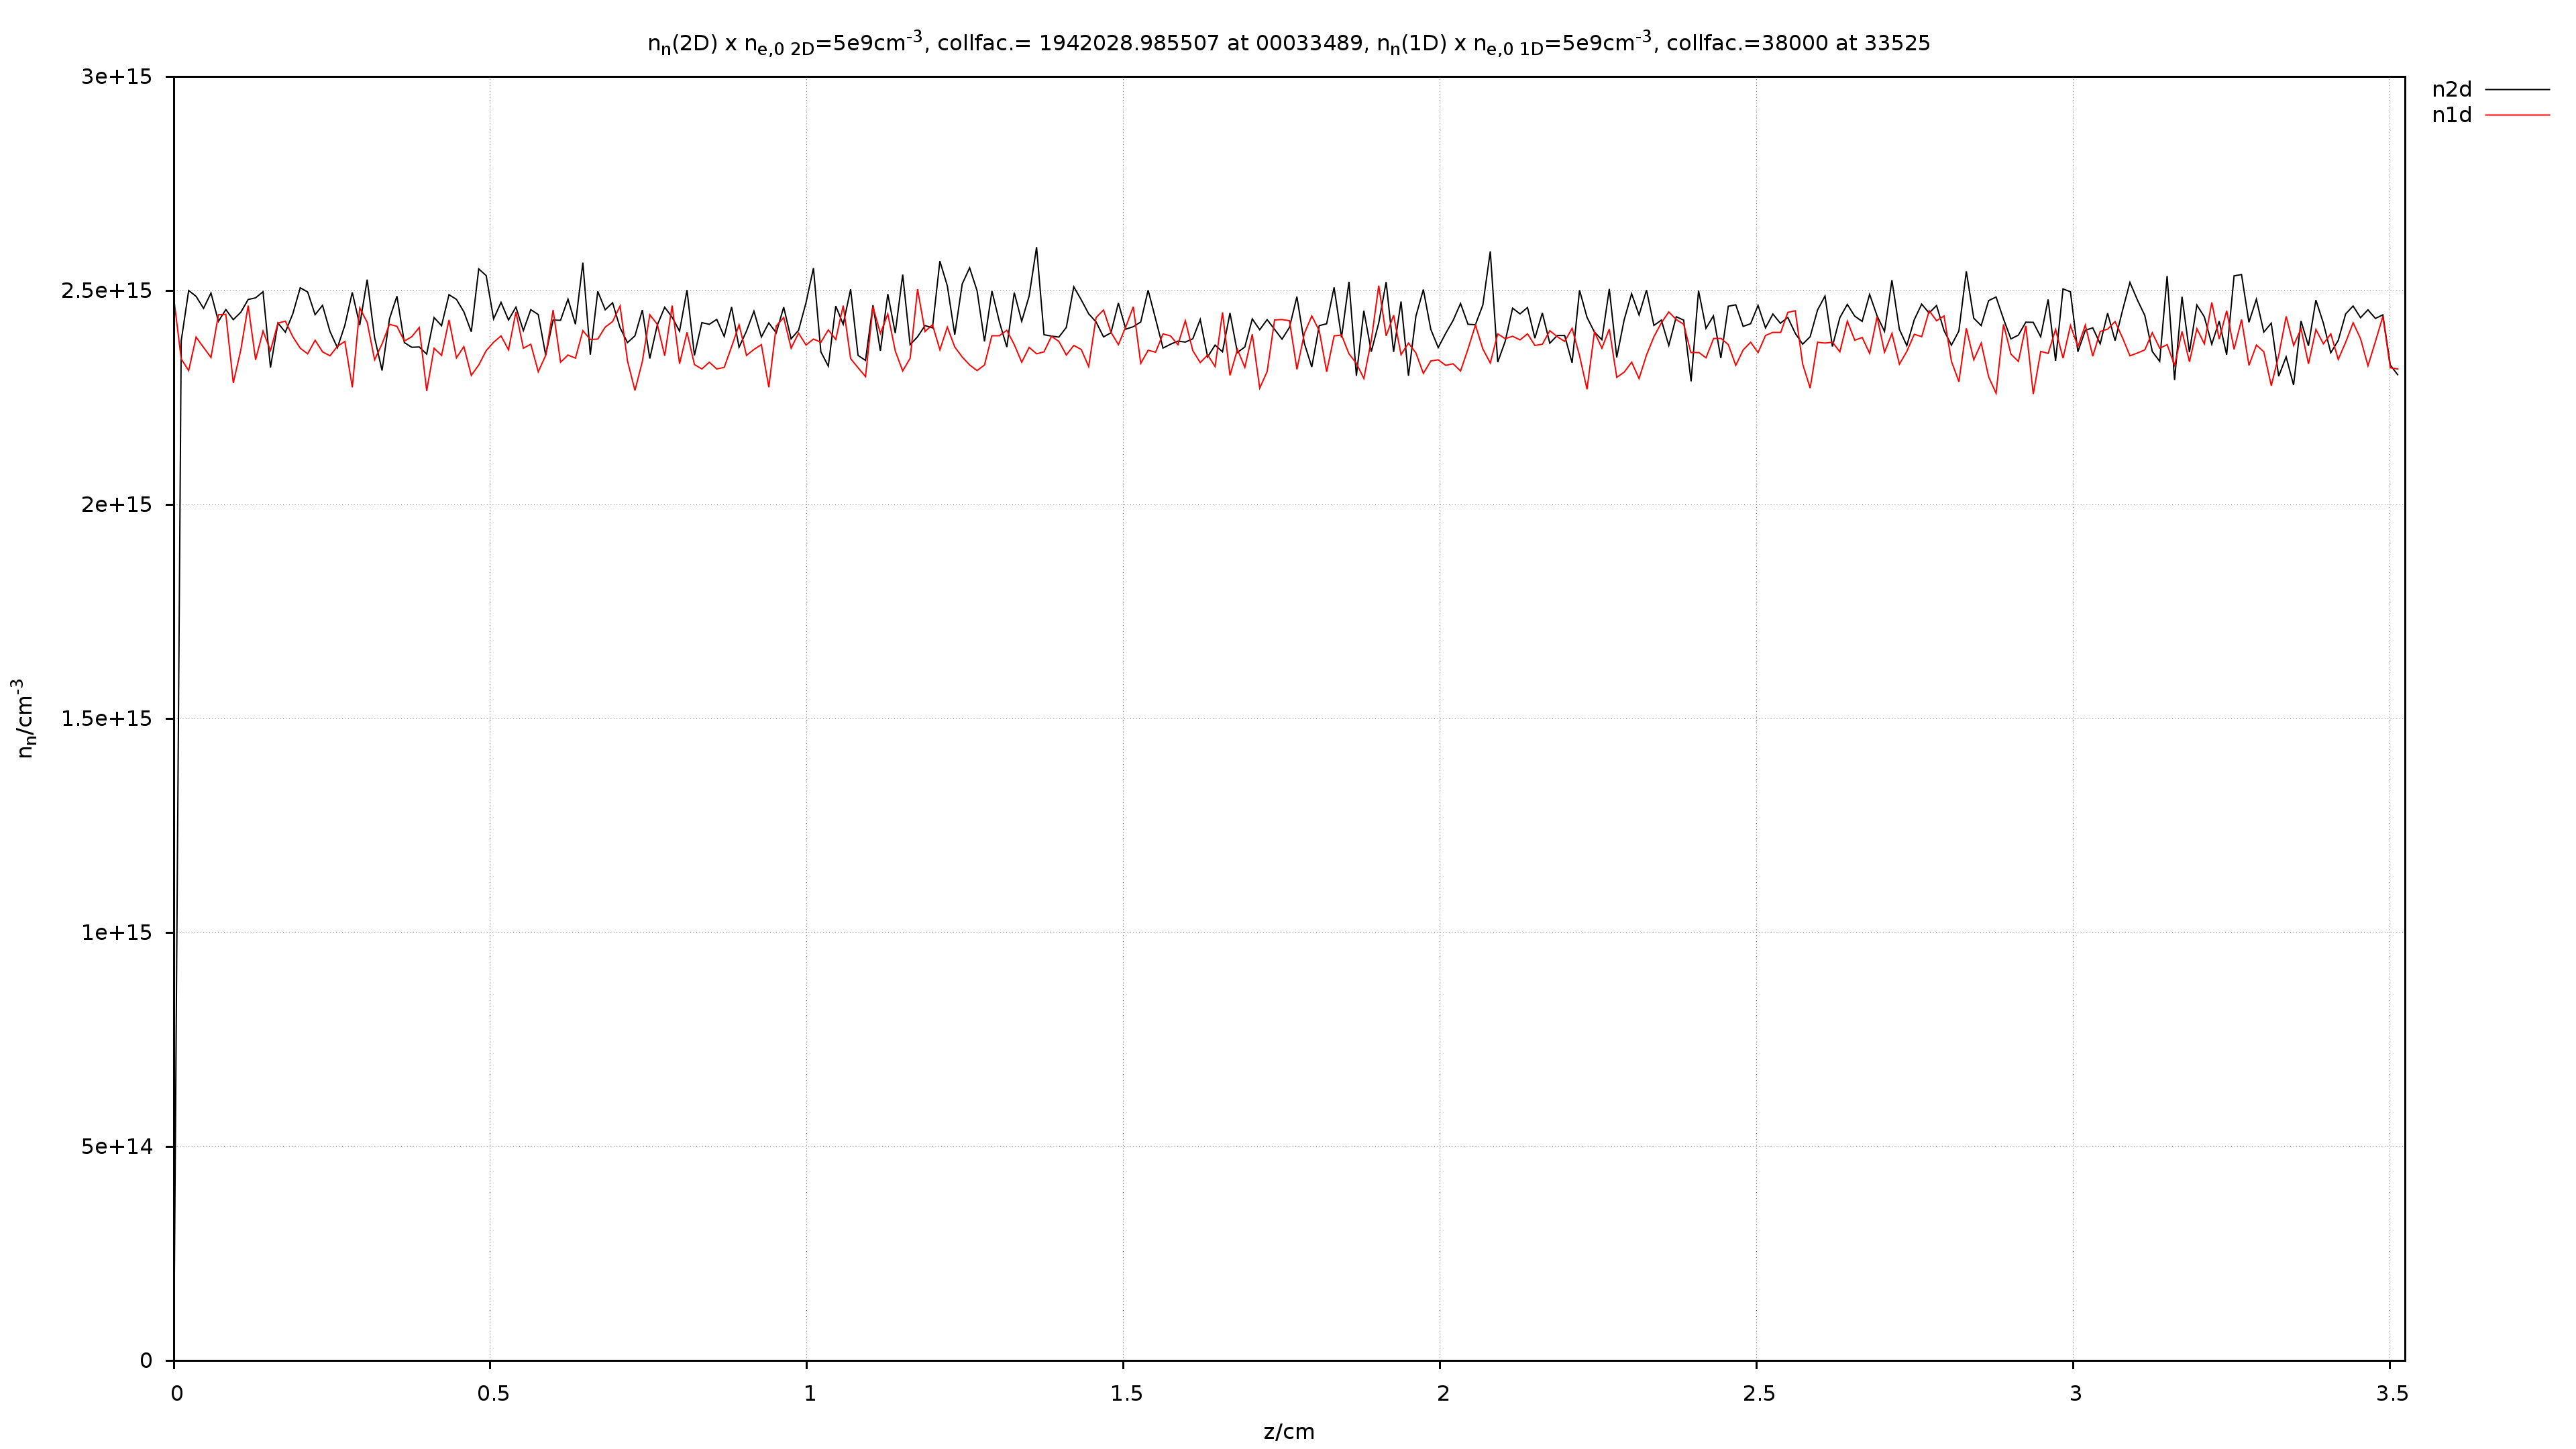 nn(2D) x ne,0 2D=5e9cm-3, collfac.= 1942028.985507 at 00033489, nn(1D) x ne,0 1D=5e9cm-3, collfac.=38000 at 33525
3e+15
2.5e+15
2e+15
1.5e+15
1e+15
5e+14
0
nn/cm-3
0 0.5 1 1.5 2 2.5 3 3.5
z/cm
n2d
n1d